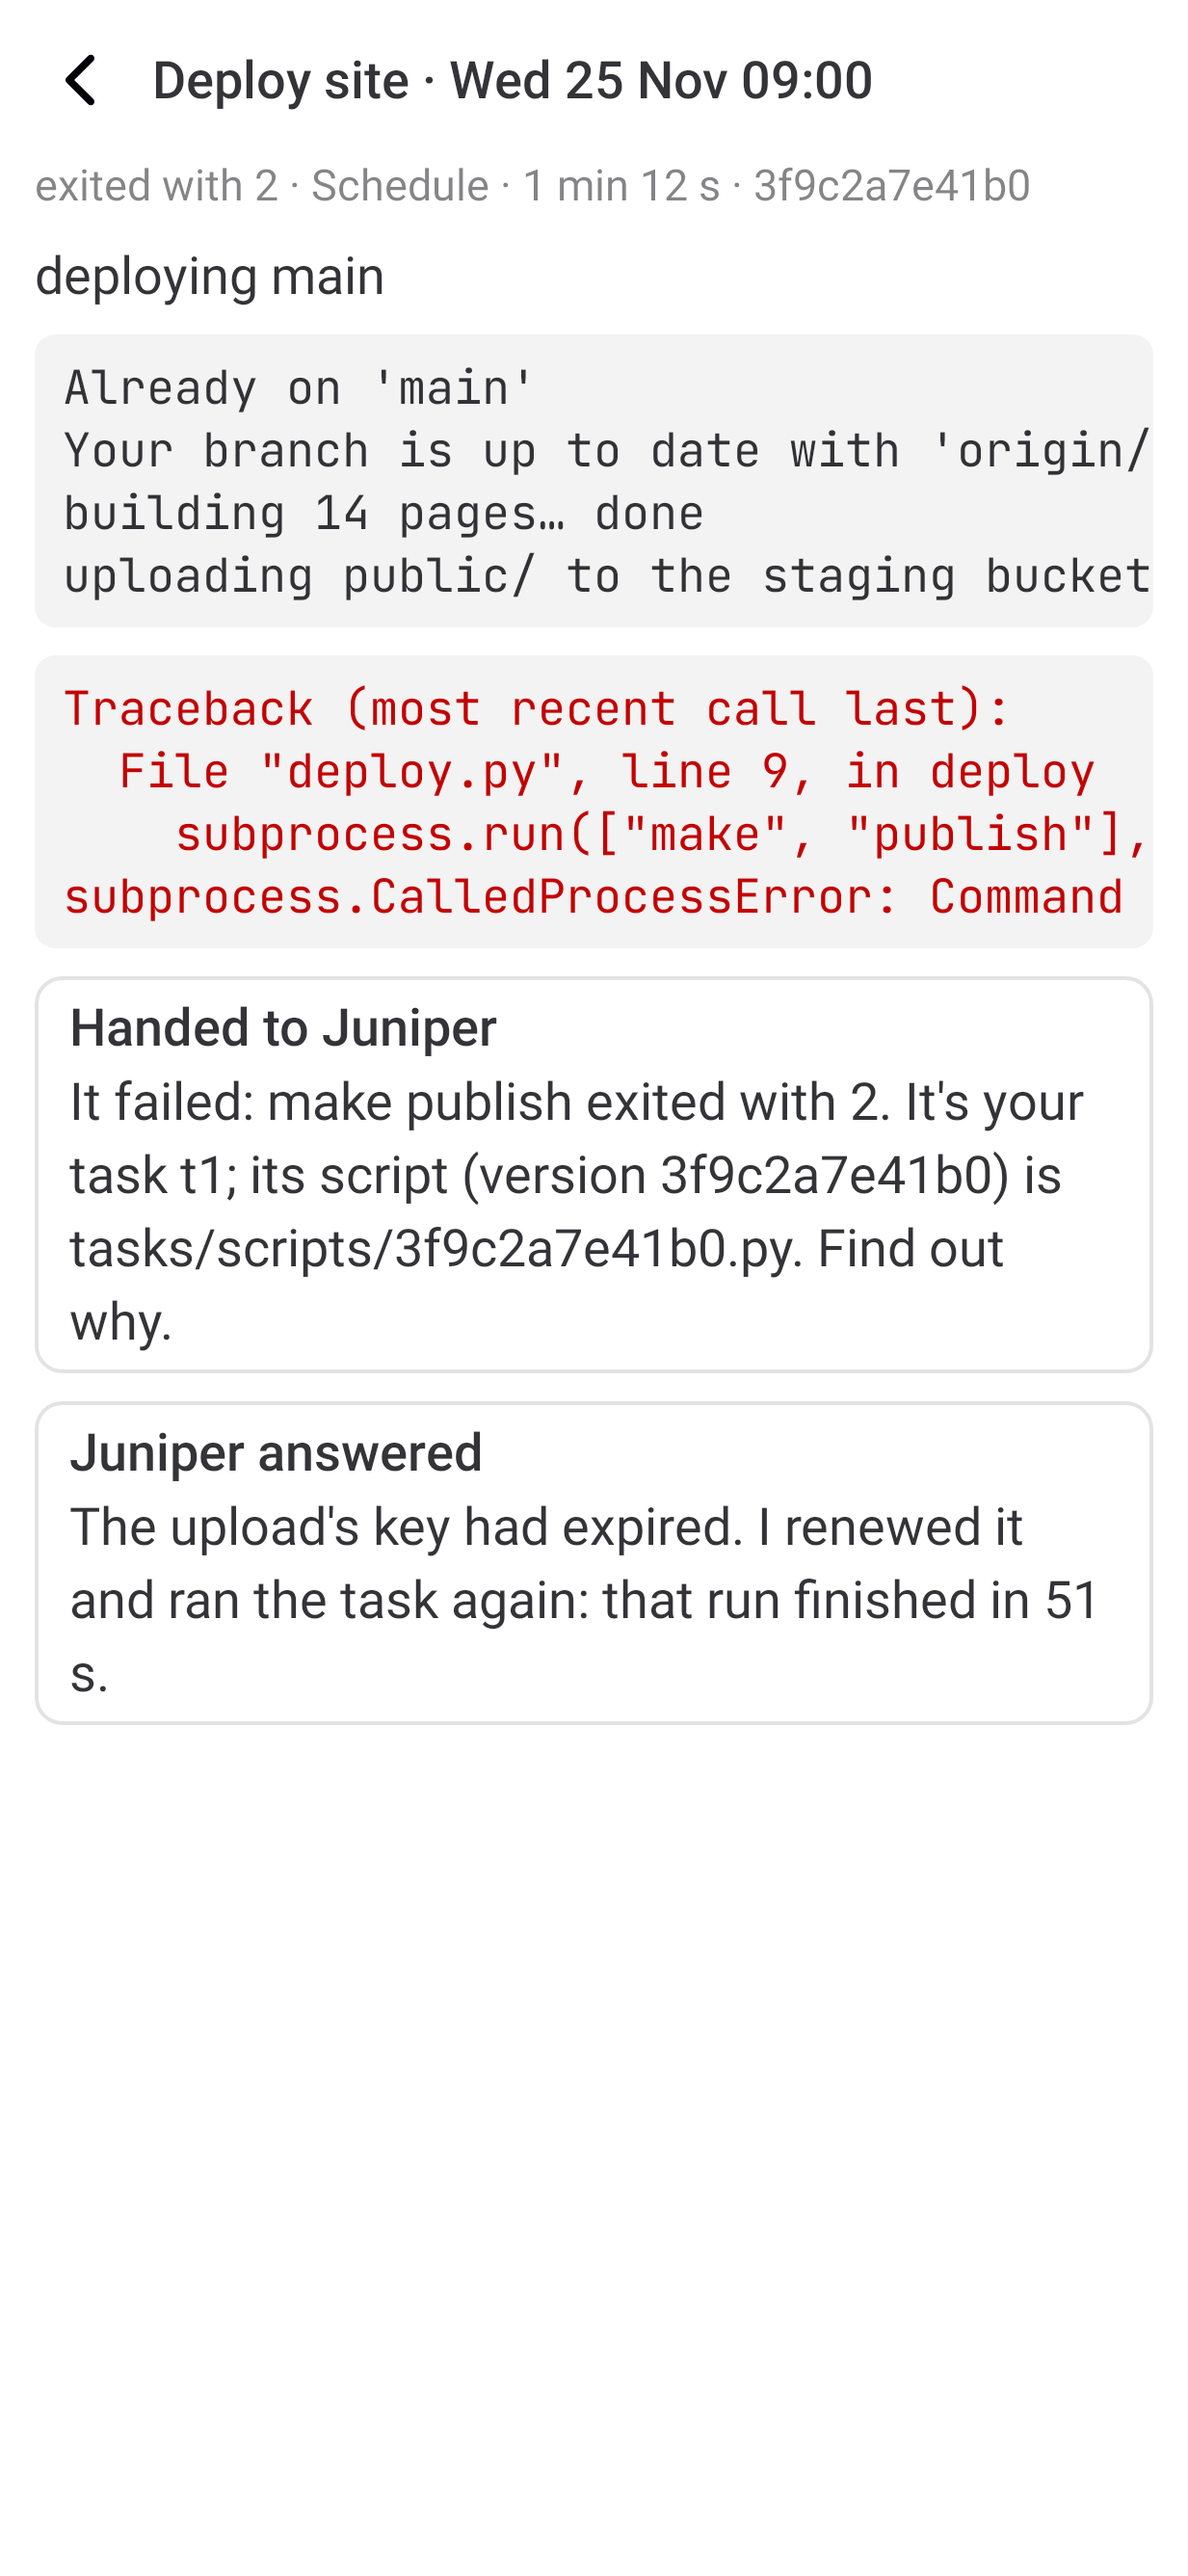 Deploy site · Wed 25 Nov 09:00
exited with 2 · Schedule · 1 min 12 s · 3f9c2a7e41b0
deploying main
Already on 'main'
Your branch is up to date with 'origin/
building 14 pages… done
uploading public/ to the staging bucket
Traceback (most recent call last):
  File "deploy.py", line 9, in deploy
    subprocess.run(["make", "publish"],
subprocess.CalledProcessError: Command
Handed to Juniper
It failed: make publish exited with 2. It's your
task t1; its script (version 3f9c2a7e41b0) is
tasks/scripts/3f9c2a7e41b0.py. Find out
why.
Juniper answered
The upload's key had expired. I renewed it
and ran the task again: that run finished in 51
s.